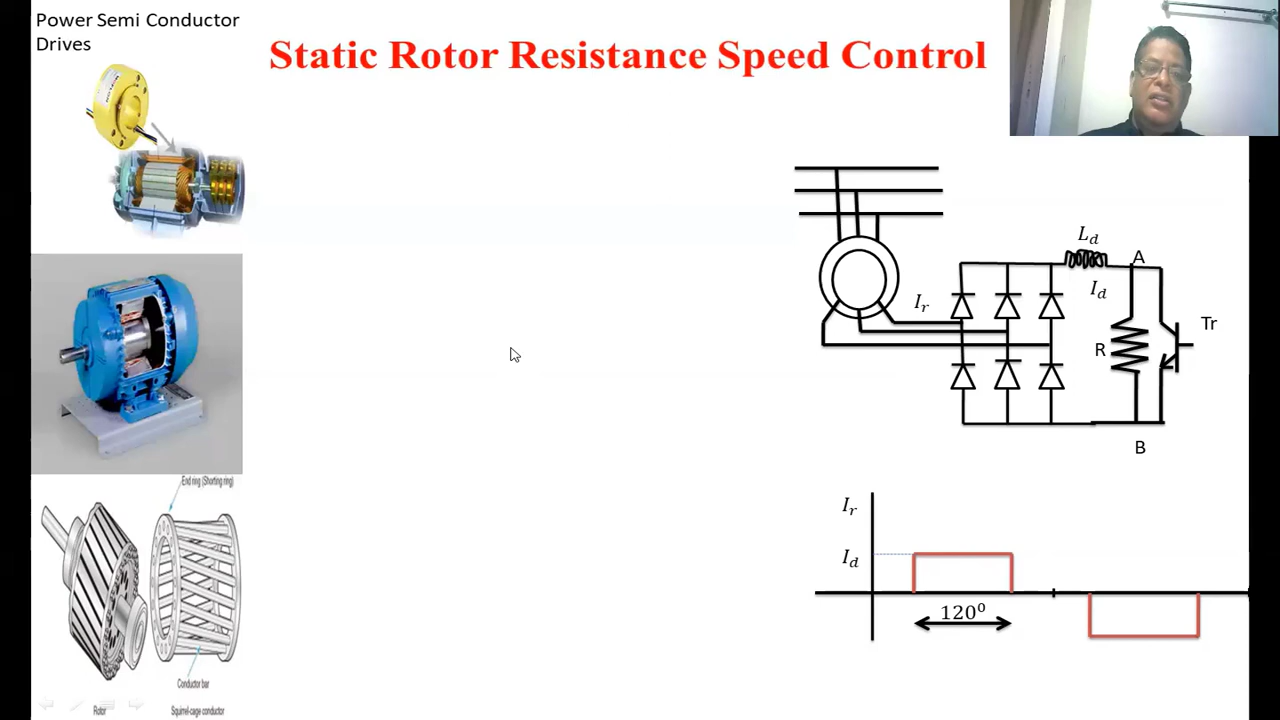 Power Semi Conductor
Drives
Static Rotor Resistance Speed Control
L_d
A
I_d
I_r
Tr
R
B
I_r
I_d
120⁰
End ring (Shorting ring)
Conductor bar
Rotor
Squirrel-cage conductor